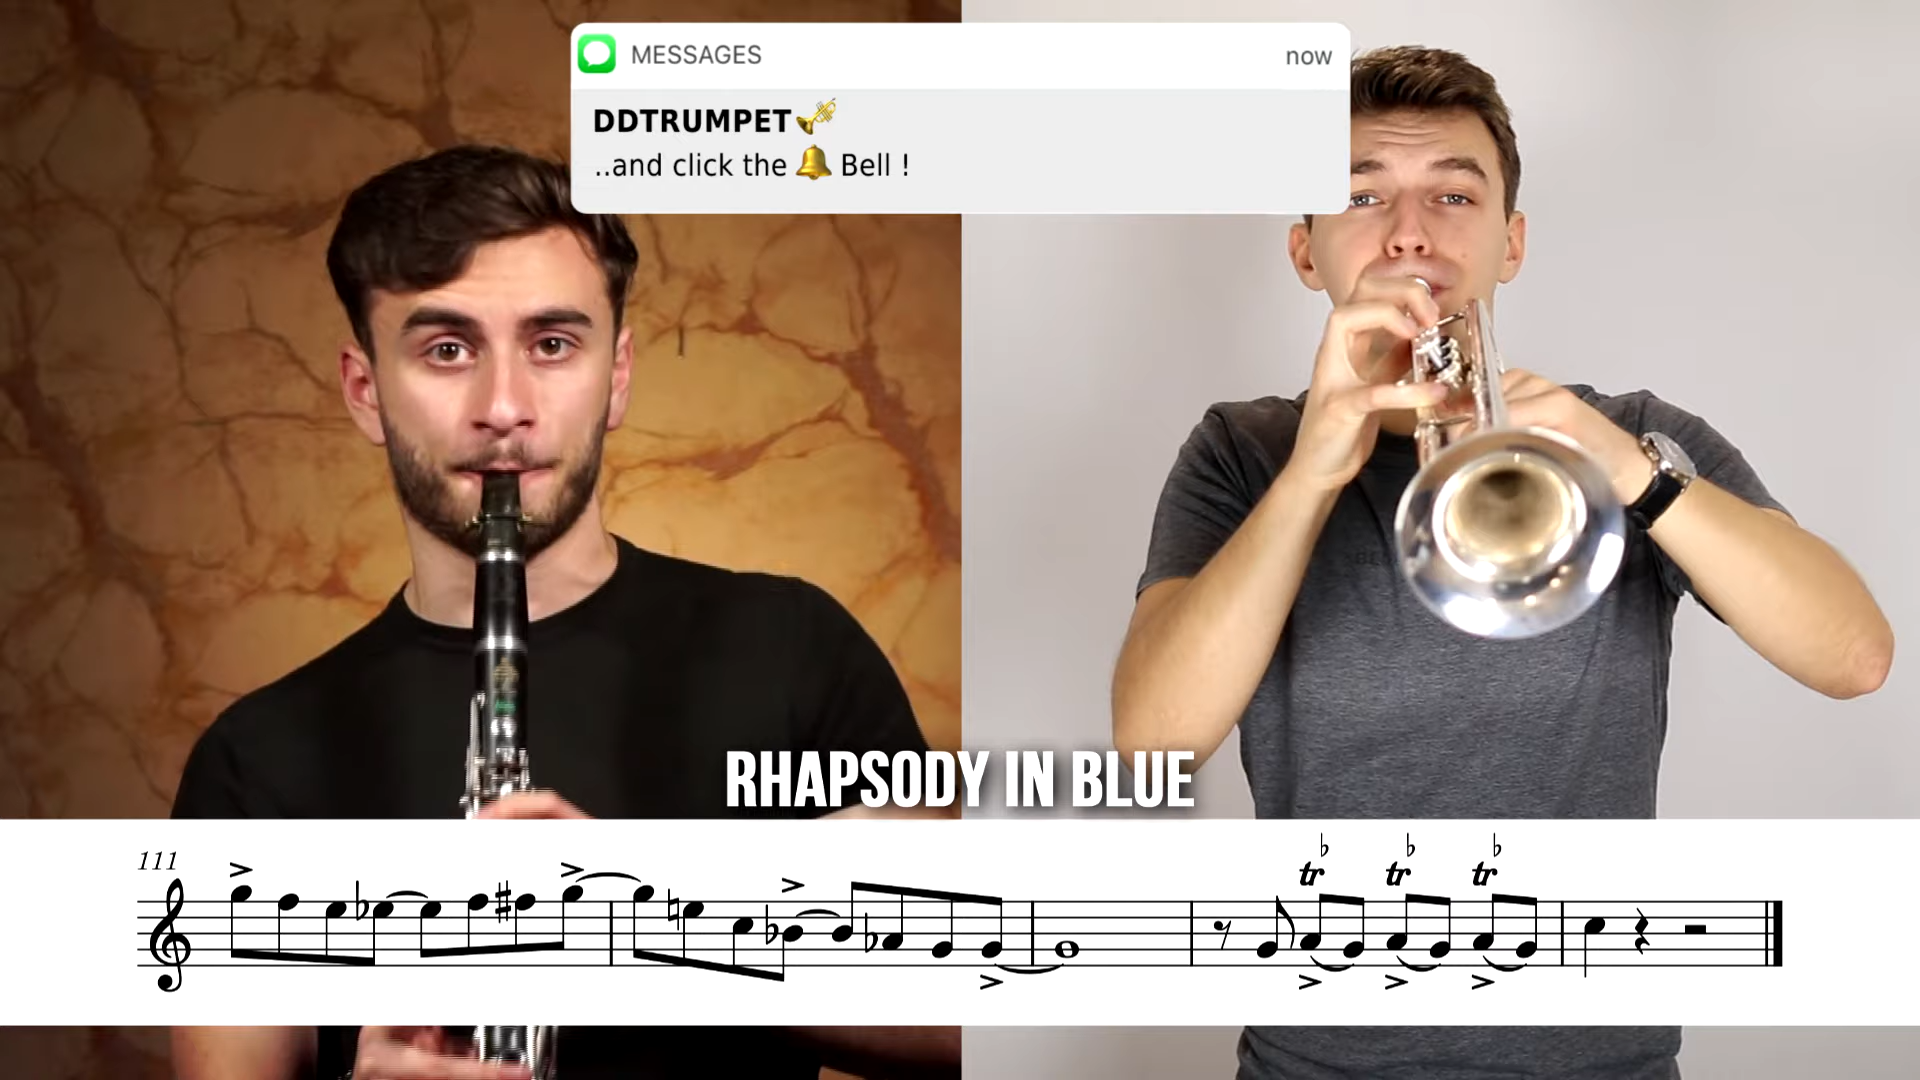 MESSAGES
now
DDTRUMPET🎺
..and click the 🔔 Bell !
RHAPSODY IN BLUE
111
tr tr tr